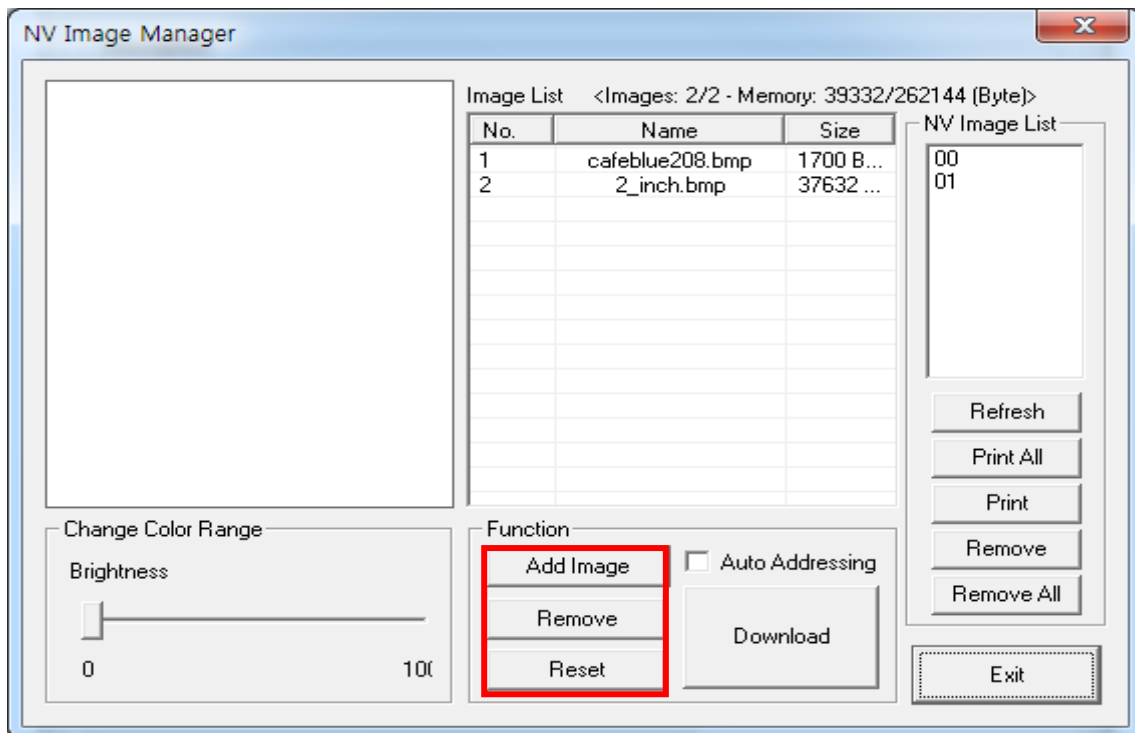 NV Image Manager
Image List <Images: 2/2 - Memory: 39332/262144 (Byte)>
No. Name Size
1 cafeblue208.bmp 1700 B...
2 2_inch.bmp 37632 ...
NV Image List
00
01
Refresh
Print All
Print
Remove
Remove All
Change Color Range
Brightness
0 10(
Function
Add Image
Remove
Reset
Auto Addressing
Download
Exit